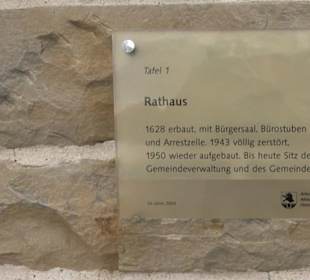 Tafel 1
Rathaus
1628 erbaut, mit Bürgersaal, Bürostuben
und Arrestzelle. 1943 völlig zerstört,
1950 wieder aufgebaut. Bis heute Sitz de
Gemeindeverwaltung und des Gemeinde